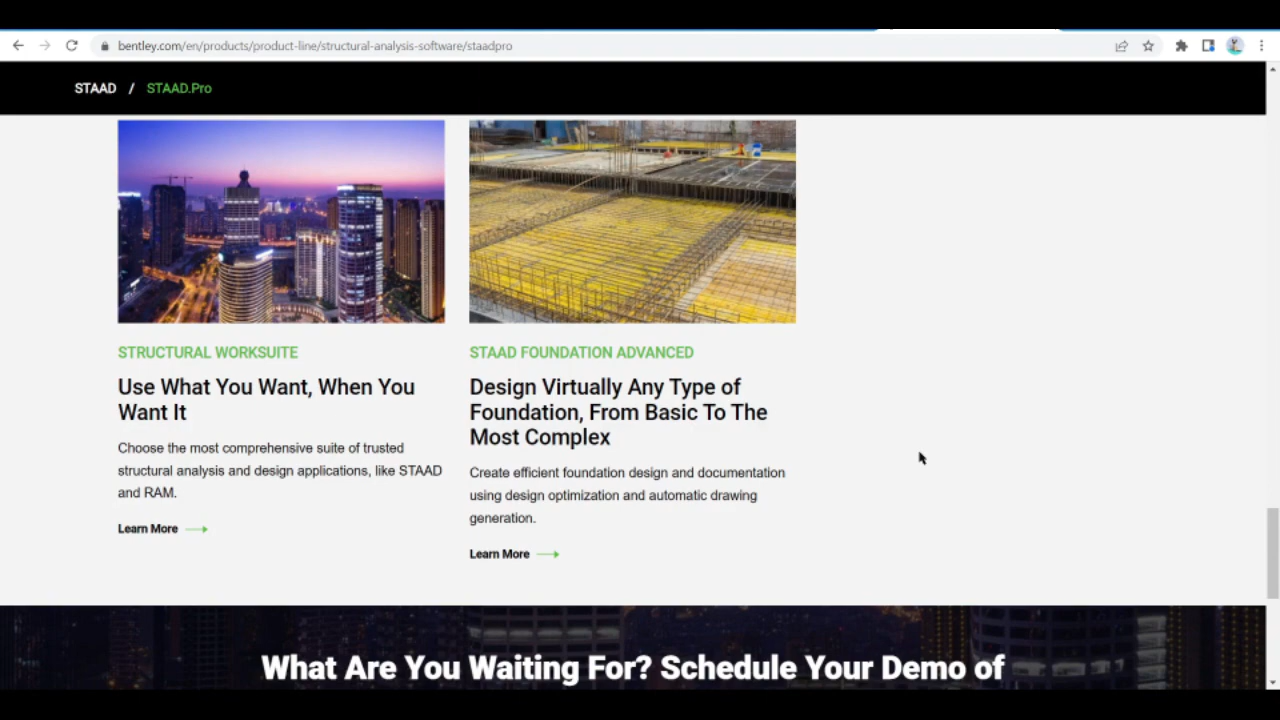 bentley.com/en/products/product-line/structural-analysis-software/staadpro
STAAD / STAAD.Pro
STRUCTURAL WORKSUITE
Use What You Want, When You
Want It
Choose the most comprehensive suite of trusted
structural analysis and design applications, like STAAD
and RAM.
Learn More
STAAD FOUNDATION ADVANCED
Design Virtually Any Type of
Foundation, From Basic To The
Most Complex
Create efficient foundation design and documentation
using design optimization and automatic drawing
generation.
Learn More
What Are You Waiting For? Schedule Your Demo of